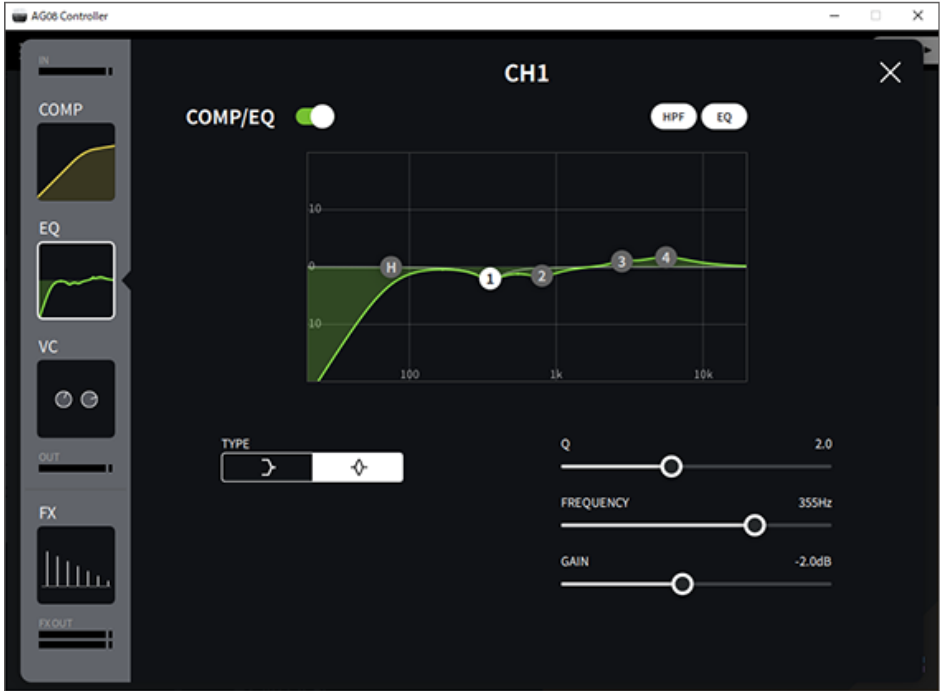 AG08 Controller
IN
COMP
EQ
VC
OUT
FX
FX OUT
CH1
COMP/EQ
HPF EQ
10
0
10
100 1k 10k
H 1 2 3 4
TYPE
Q 2.0
FREQUENCY 355Hz
GAIN -2.0dB